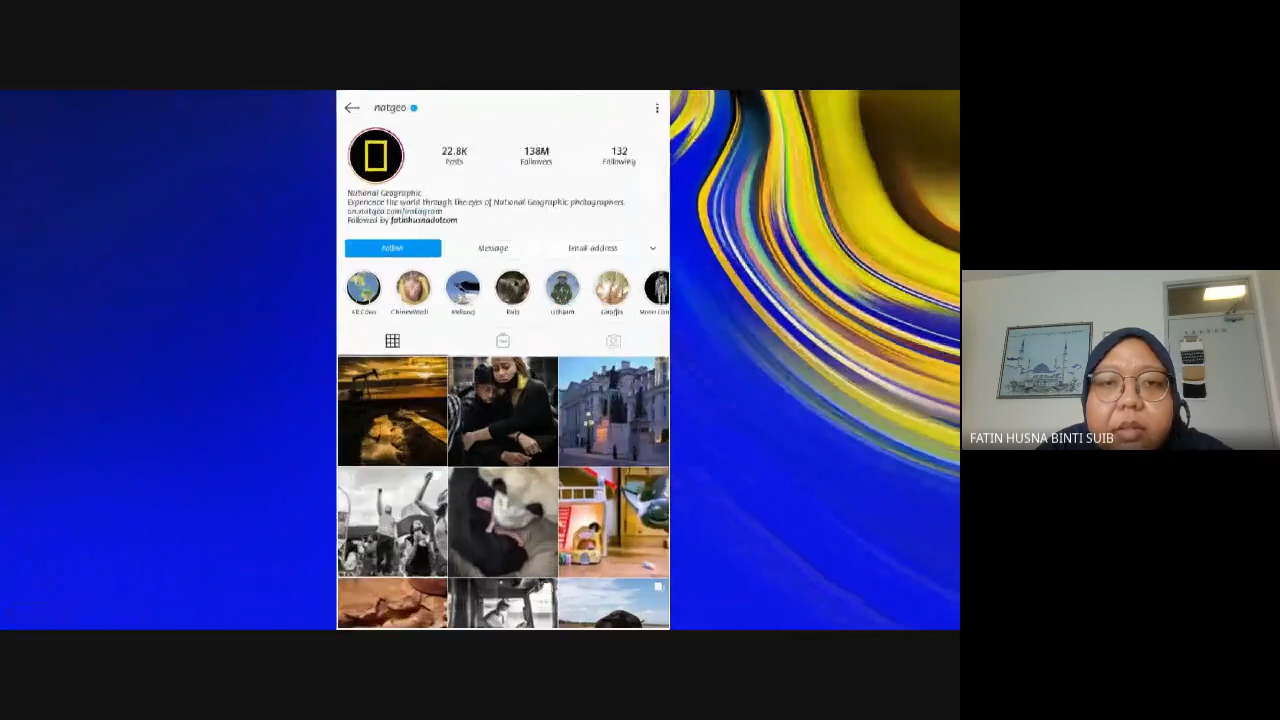 natgeo
22.8K
138M
132
Posts
Followers
Following
National Geographic
Experience the world through the eyes of National Geographic photographers.
on.natgeo.com/instagram
Followed by fatinhusnadotcom
Follow
Message
Email address
FATIN HUSNA BINTI SUIB